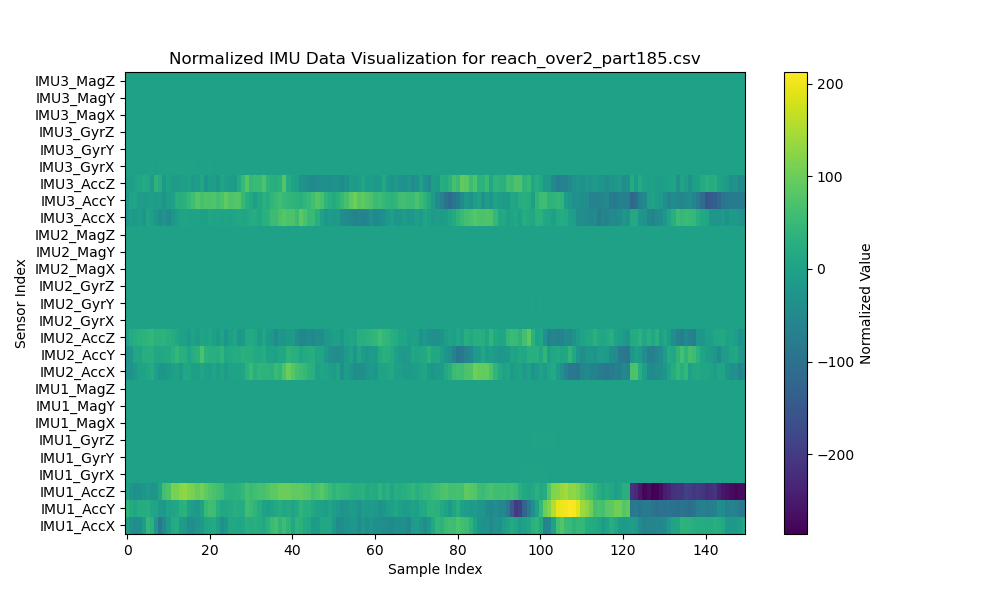 Normalized IMU Data Visualization for reach_over2_part185.csv
IMU3_MagZ
IMU3_MagY
IMU3_MagX
IMU3_GyrZ
IMU3_GyrY
IMU3_GyrX
IMU3_AccZ
IMU3_AccY
IMU3_AccX
IMU2_MagZ
IMU2_MagY
IMU2_MagX
IMU2_GyrZ
IMU2_GyrY
IMU2_GyrX
IMU2_AccZ
IMU2_AccY
IMU2_AccX
IMU1_MagZ
IMU1_MagY
IMU1_MagX
IMU1_GyrZ
IMU1_GyrY
IMU1_GyrX
IMU1_AccZ
IMU1_AccY
IMU1_AccX
Sensor Index
0 20 40 60 80 100 120 140
Sample Index
200
100
0
−100
−200
Normalized Value